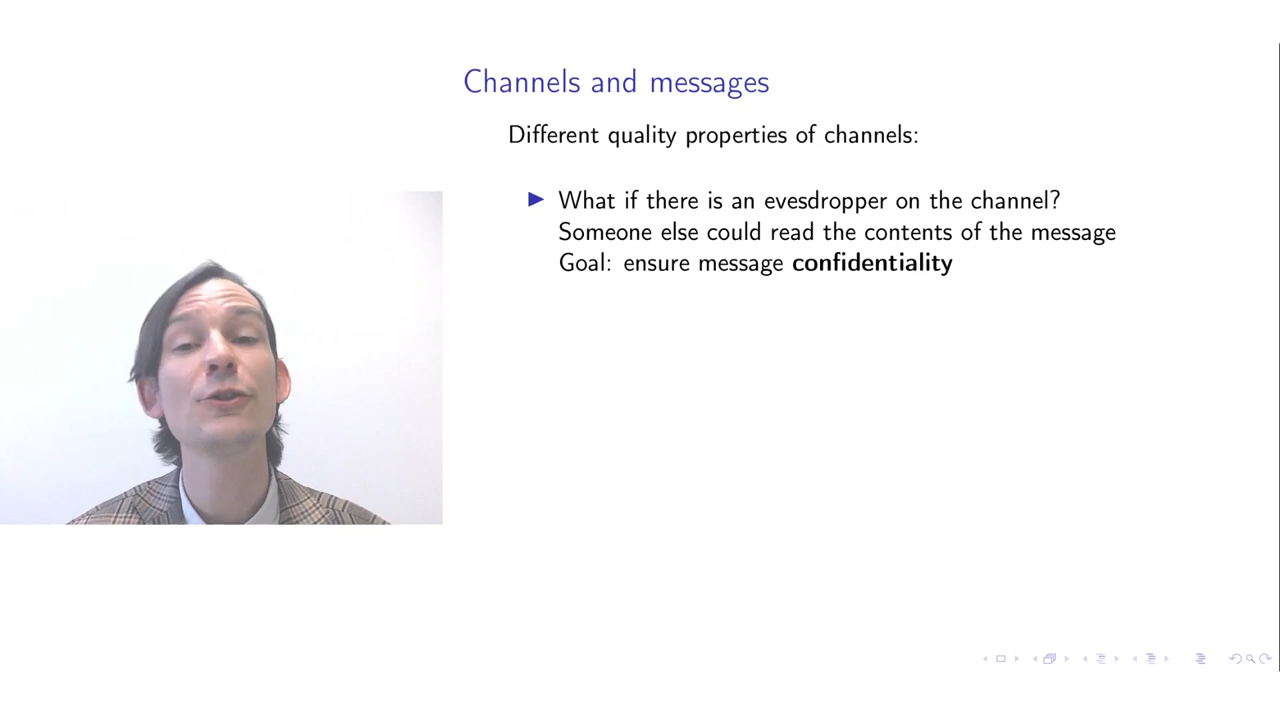 Channels and messages
Different quality properties of channels:
What if there is an evesdropper on the channel?
Someone else could read the contents of the message
Goal: ensure message confidentiality